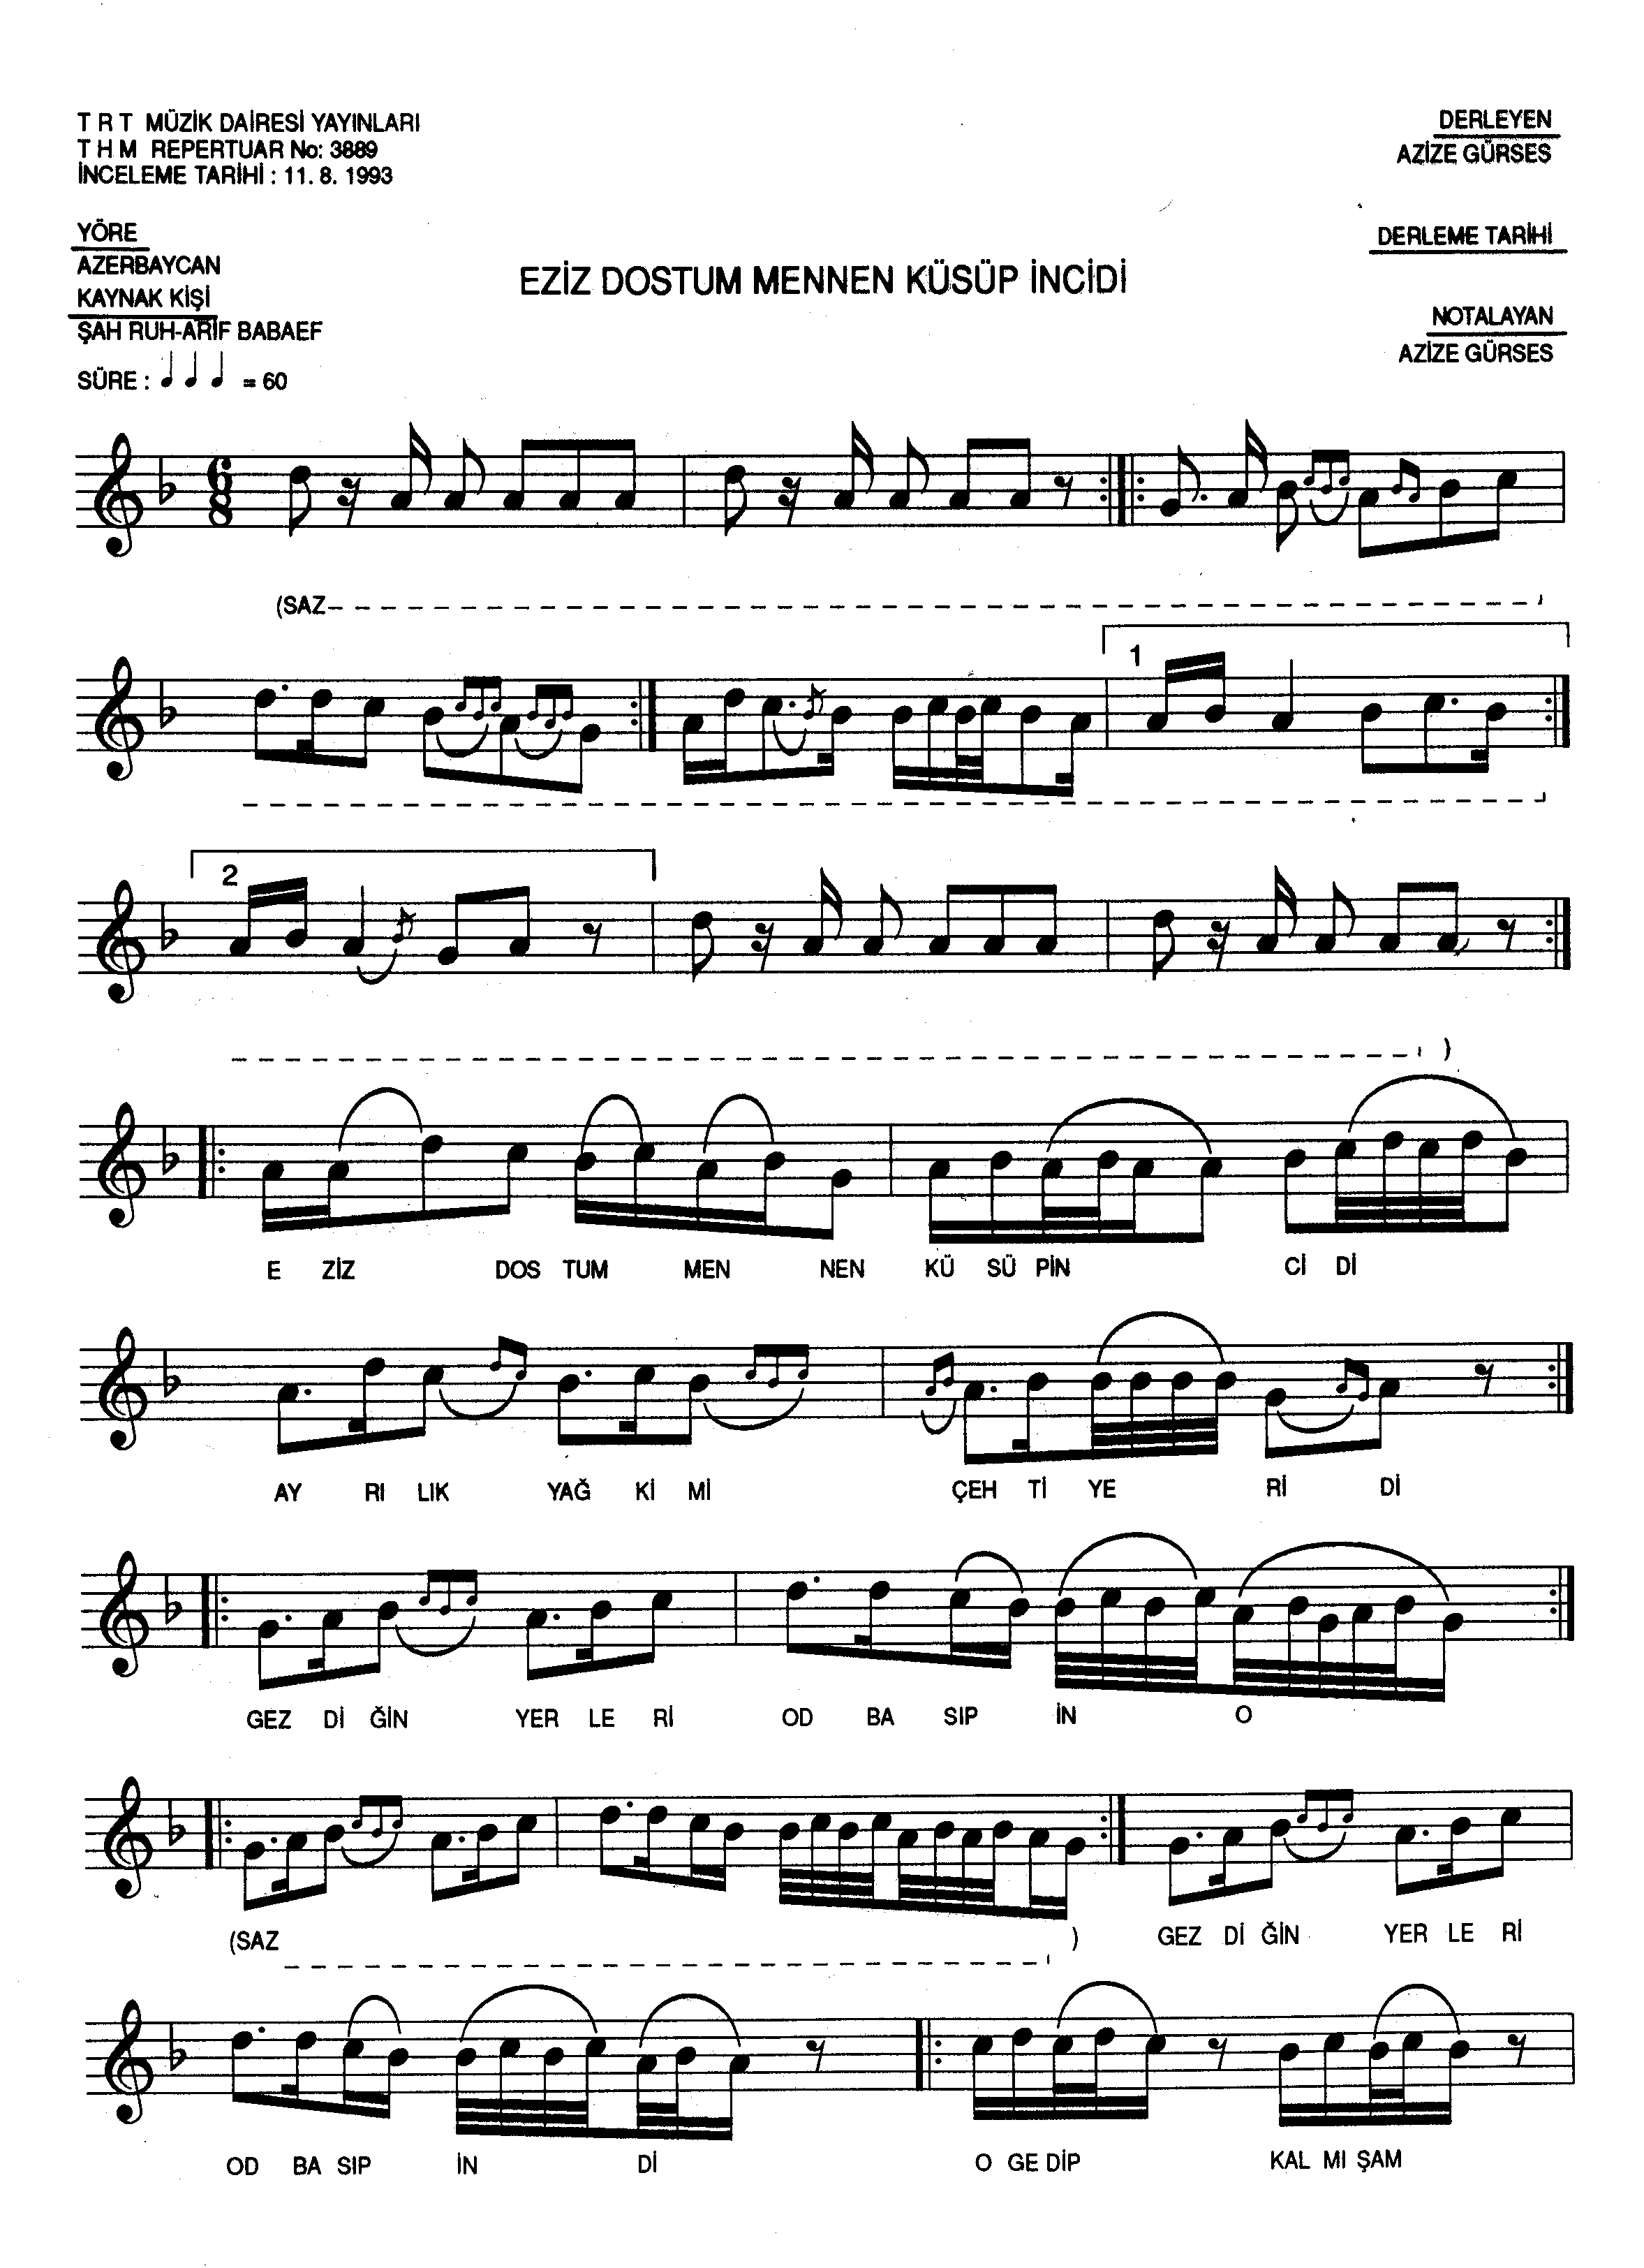 T R T MÜZİK DAİRESİ YAYINLARI
T H M REPERTUAR No: 3889
İNCELEME TARİHİ : 11. 8. 1993
DERLEYEN
AZİZE GÜRSES
YÖRE
AZERBAYCAN
KAYNAK KİŞİ
ŞAH RUH-ARİF BABAEF
SÜRE : ♩ ♩ ♩ = 60
EZİZ DOSTUM MENNEN KÜSÜP İNCİDİ
DERLEME TARİHİ
NOTALAYAN
AZİZE GÜRSES
6
8
(SAZ
1
2
)
E ZİZ DOS TUM MEN NEN KÜ SÜ PİN Cİ Dİ
AY RI LIK YAĞ Kİ Mİ ÇEH Tİ YE Rİ Dİ
GEZ Dİ ĞİN YER LE Rİ OD BA SIP İN O
(SAZ ) GEZ Dİ ĞİN YER LE Rİ
OD BA SIP İN Dİ O GE DİP KAL MI ŞAM